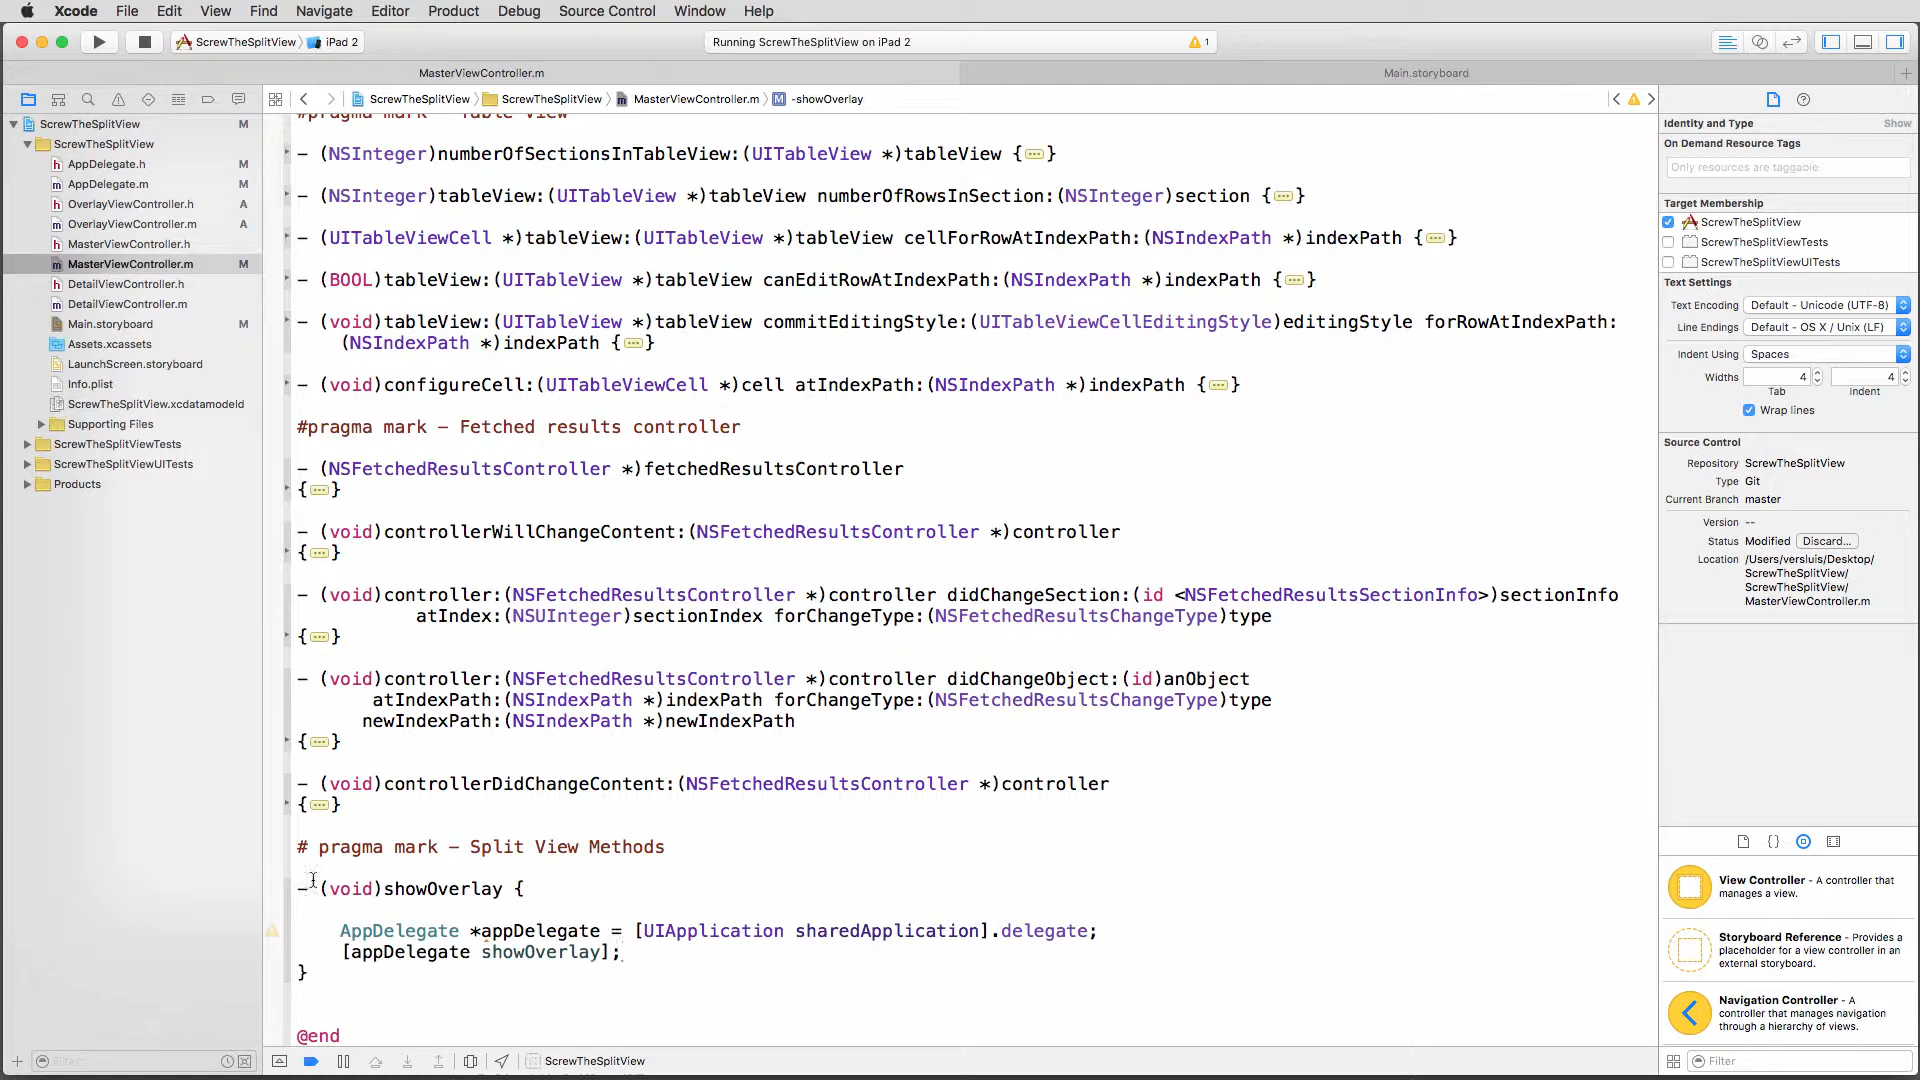 Xcode File Edit View Find Navigate Editor Product Debug Source Control Window Help
ScrewTheSplitView iPad 2
Running ScrewTheSplitView on iPad 2
1
MasterViewController.m
Main.storyboard
ScrewTheSplitView ScrewTheSplitView MasterViewController.m M -showOverlay
ScrewTheSplitView M
ScrewTheSplitView
h AppDelegate.h M
m AppDelegate.m M
h OverlayViewController.h A
m OverlayViewController.m A
h MasterViewController.h
m MasterViewController.m M
h DetailViewController.h
m DetailViewController.m
Main.storyboard M
Assets.xcassets
LaunchScreen.storyboard
Info.plist
ScrewTheSplitView.xcdatamodeld
Supporting Files
ScrewTheSplitViewTests
ScrewTheSplitViewUITests
Products
Filter
#pragma mark - Table View
- (NSInteger)numberOfSectionsInTableView:(UITableView *)tableView {...}
- (NSInteger)tableView:(UITableView *)tableView numberOfRowsInSection:(NSInteger)section {...}
- (UITableViewCell *)tableView:(UITableView *)tableView cellForRowAtIndexPath:(NSIndexPath *)indexPath {...}
- (BOOL)tableView:(UITableView *)tableView canEditRowAtIndexPath:(NSIndexPath *)indexPath {...}
- (void)tableView:(UITableView *)tableView commitEditingStyle:(UITableViewCellEditingStyle)editingStyle forRowAtIndexPath:
(NSIndexPath *)indexPath {...}
- (void)configureCell:(UITableViewCell *)cell atIndexPath:(NSIndexPath *)indexPath {...}
#pragma mark - Fetched results controller
- (NSFetchedResultsController *)fetchedResultsController
{...}
- (void)controllerWillChangeContent:(NSFetchedResultsController *)controller
{...}
- (void)controller:(NSFetchedResultsController *)controller didChangeSection:(id <NSFetchedResultsSectionInfo>)sectionInfo
atIndex:(NSUInteger)sectionIndex forChangeType:(NSFetchedResultsChangeType)type
{...}
- (void)controller:(NSFetchedResultsController *)controller didChangeObject:(id)anObject
atIndexPath:(NSIndexPath *)indexPath forChangeType:(NSFetchedResultsChangeType)type
newIndexPath:(NSIndexPath *)newIndexPath
{...}
- (void)controllerDidChangeContent:(NSFetchedResultsController *)controller
{...}
# pragma mark - Split View Methods
- (void)showOverlay {
AppDelegate *appDelegate = [UIApplication sharedApplication].delegate;
[appDelegate showOverlay];
}
@end
ScrewTheSplitView
Identity and Type Show
On Demand Resource Tags
Only resources are taggable
Target Membership
ScrewTheSplitView
ScrewTheSplitViewTests
ScrewTheSplitViewUITests
Text Settings
Text Encoding Default - Unicode (UTF-8)
Line Endings Default - OS X / Unix (LF)
Indent Using Spaces
Widths 4 4
Tab Indent
Wrap lines
Source Control
Repository ScrewTheSplitView
Type Git
Current Branch master
Version --
Status Modified Discard...
Location /Users/versluis/Desktop/
ScrewTheSplitView/
ScrewTheSplitView/
MasterViewController.m
{}
View Controller - A controller that
manages a view.
Storyboard Reference - Provides a
placeholder for a view controller in an
external storyboard.
Navigation Controller - A
controller that manages navigation
through a hierarchy of views.
Filter